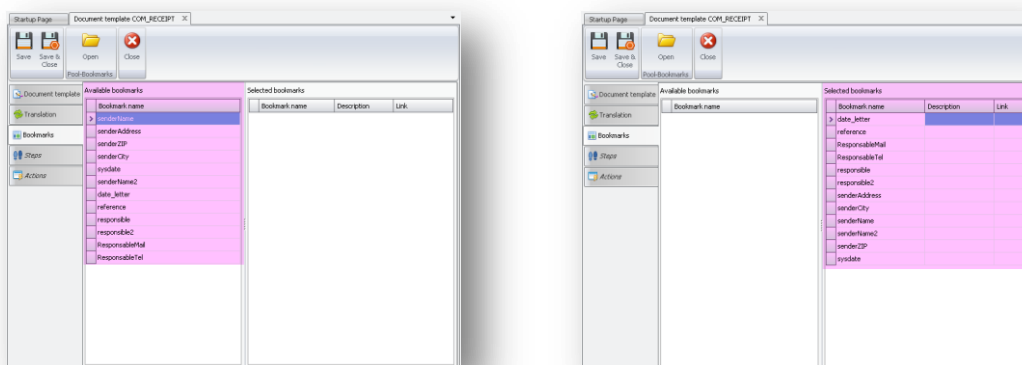 Startup Page Document template COM_RECEIPT X
Save Save & Close Open Close
Pool-Bookmarks
Document template
Translation
Bookmarks
Steps
Actions
Available bookmarks
Bookmark name
senderName
senderAddress
senderZIP
senderCity
sysdate
senderName2
date_letter
reference
responsible
responsible2
ResponsableMail
ResponsableTel
Selected bookmarks
Bookmark name Description Link
Startup Page Document template COM_RECEIPT X
Save Save & Close Open Close
Pool-Bookmarks
Document template
Translation
Bookmarks
Steps
Actions
Available bookmarks
Bookmark name
Selected bookmarks
Bookmark name Description Link
date_letter
reference
ResponsableMail
ResponsableTel
responsible
responsible2
senderAddress
senderCity
senderName
senderName2
senderZIP
sysdate